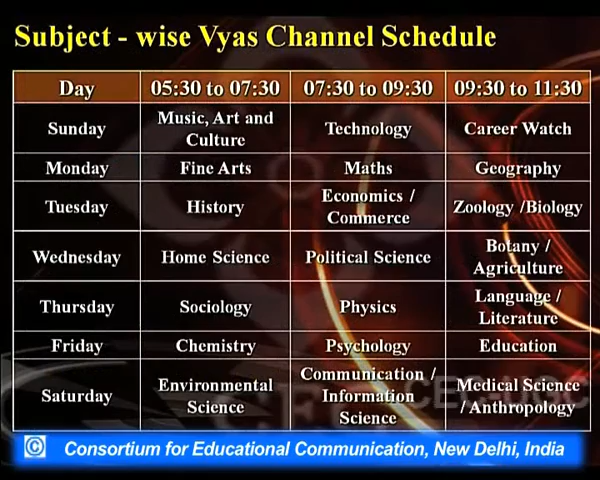 Subject - wise Vyas Channel Schedule
Day 05:30 to 07:30 07:30 to 09:30 09:30 to 11:30
Sunday Music, Art and Culture Technology Career Watch
Monday Fine Arts Maths Geography
Tuesday History Economics / Commerce Zoology /Biology
Wednesday Home Science Political Science Botany / Agriculture
Thursday Sociology Physics Language / Literature
Friday Chemistry Psychology Education
Saturday Environmental Science Communication / Information Science Medical Science / Anthropology
CEC-UGC
© Consortium for Educational Communication, New Delhi, India